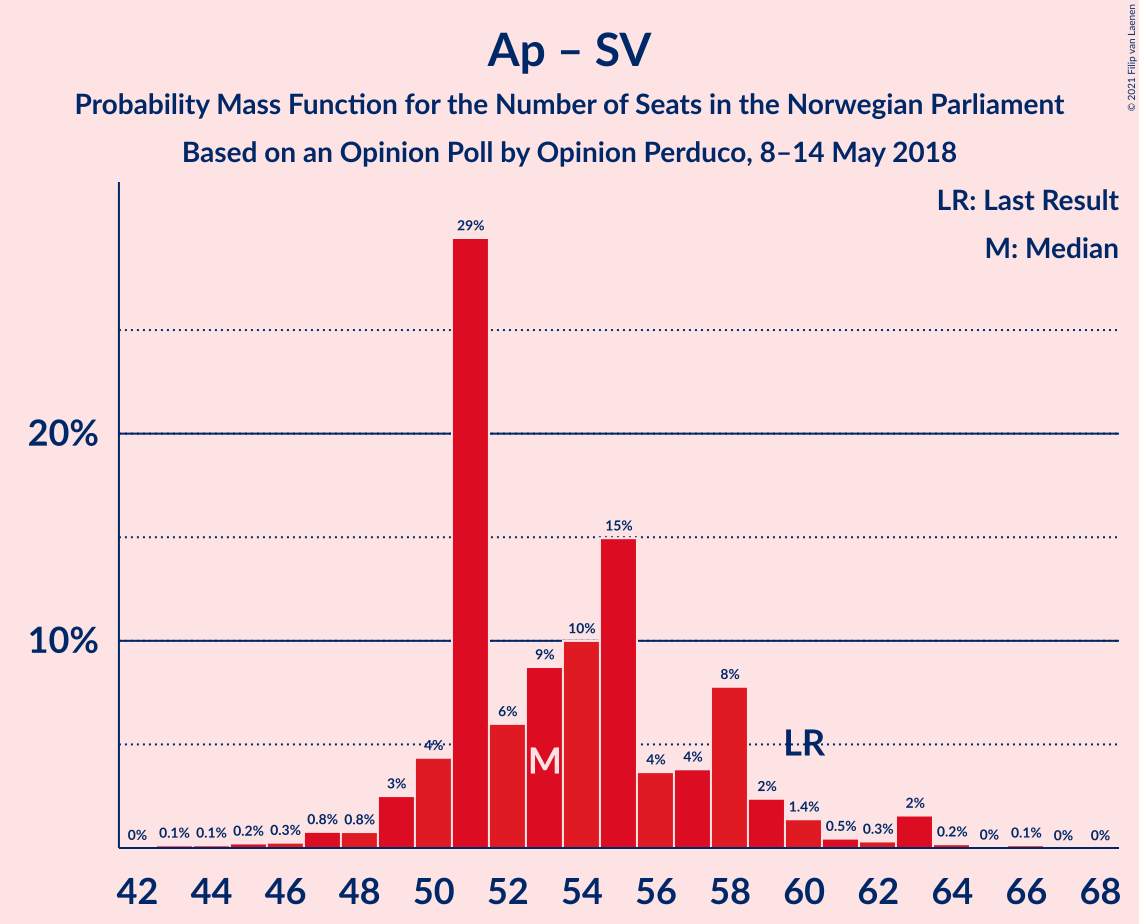 Ap – SV
Probability Mass Function for the Number of Seats in the Norwegian Parliament
Based on an Opinion Poll by Opinion Perduco, 8–14 May 2018
© 2021 Filip van Laenen
LR: Last Result
M: Median
20%
10%
0% 0.1% 0.1% 0.2% 0.3% 0.8% 0.8% 3% 4% 29% 6% 9% 10% 15% 4% 4% 8% 2% 1.4% 0.5% 0.3% 2% 0.2% 0% 0.1% 0% 0%
M
LR
42 44 46 48 50 52 54 56 58 60 62 64 66 68